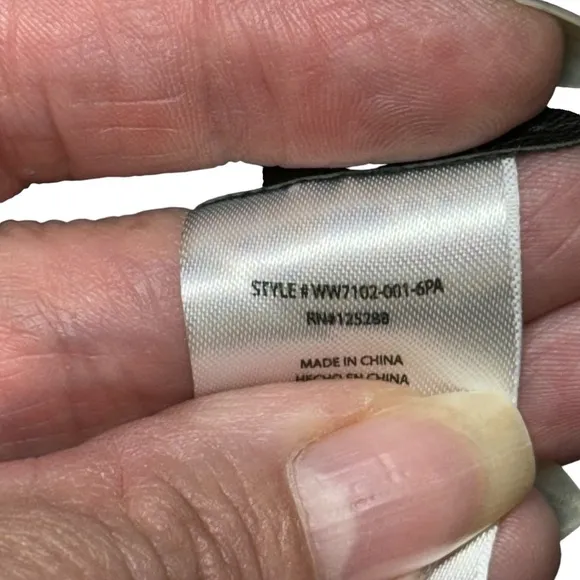 STYLE # WW7102-001-6PA
RN#125288
MADE IN CHINA
HECHO EN CHINA